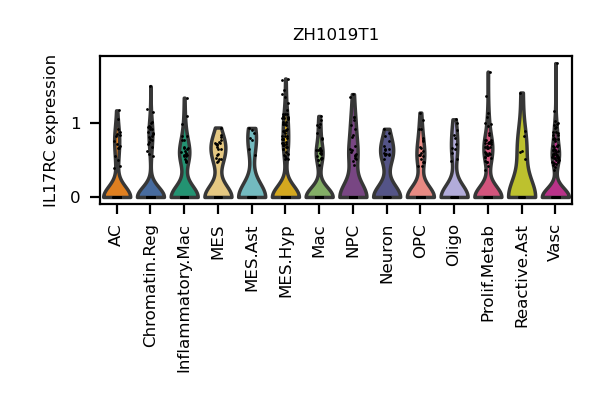 ZH1019T1
IL17RC expression
1
0
AC
Chromatin.Reg
Inflammatory.Mac
MES
MES.Ast
MES.Hyp
Mac
NPC
Neuron
OPC
Oligo
Prolif.Metab
Reactive.Ast
Vasc